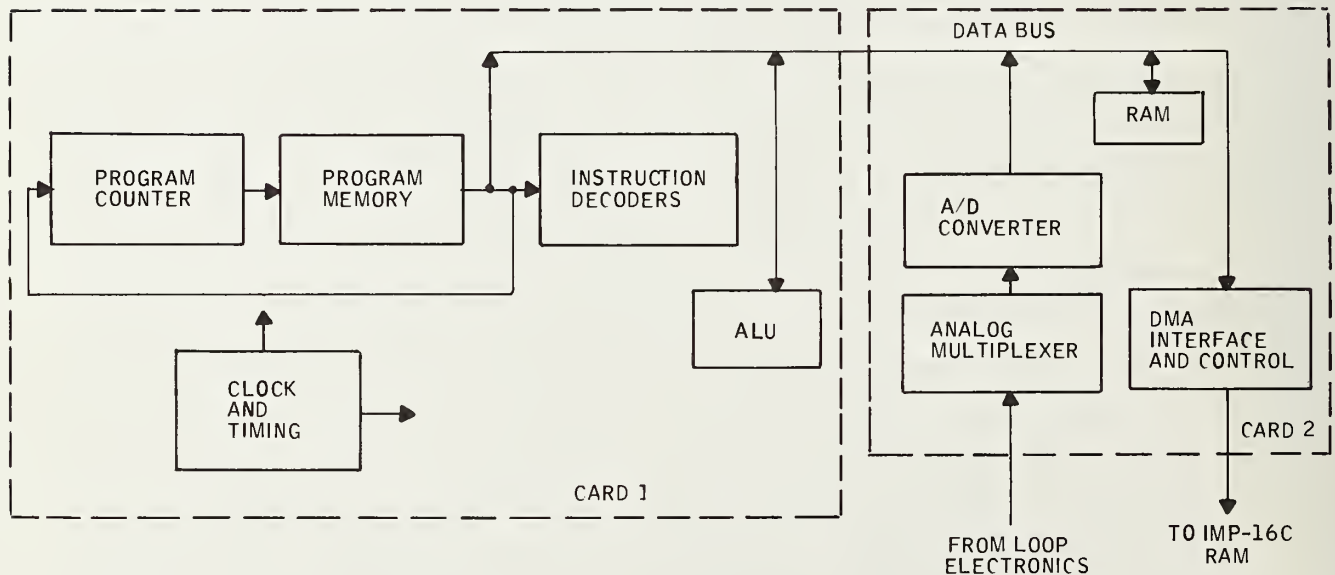 DATA BUS
RAM
PROGRAM
COUNTER
PROGRAM
MEMORY
INSTRUCTION
DECODERS
A/D
CONVERTER
ALU
ANALOG
MULTIPLEXER
DMA
INTERFACE
AND CONTROL
CLOCK
AND
TIMING
CARD 1
CARD 2
FROM LOOP
ELECTRONICS
TO IMP-16C
RAM